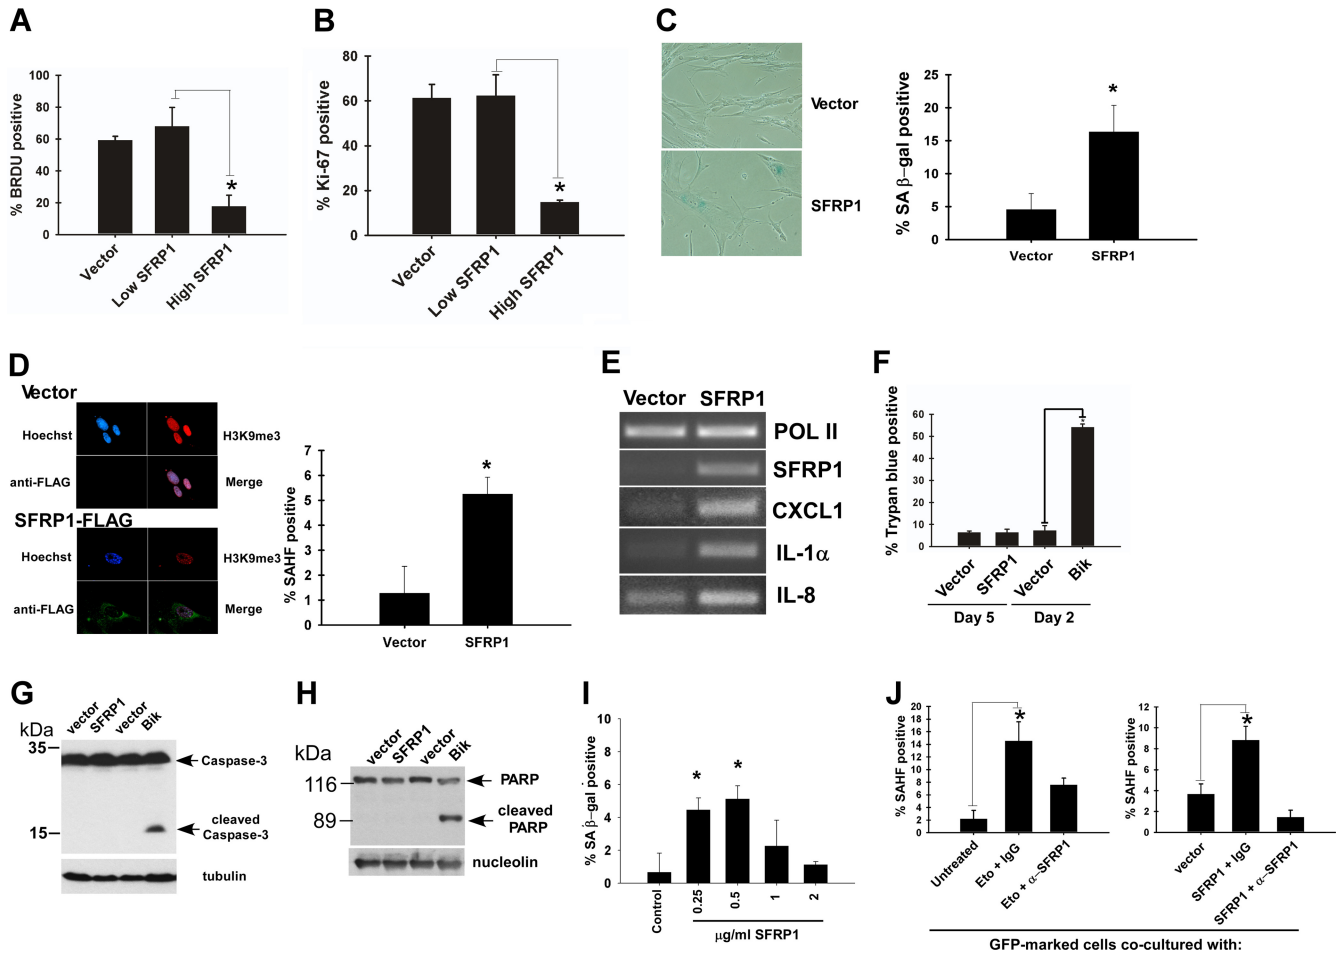 A
% BRDU positive
100
80
60
40
20
0
Vector
Low SFRP1
High SFRP1
*
B
% Ki-67 positive
80
60
40
20
0
Vector
Low SFRP1
High SFRP1
*
C
Vector
SFRP1
% SA β−gal positive
25
20
15
10
5
0
*
Vector
SFRP1
D
Vector
Hoechst
H3K9me3
anti-FLAG
Merge
SFRP1-FLAG
Hoechst
H3K9me3
anti-FLAG
Merge
% SAHF positive
7
6
5
4
3
2
1
0
*
Vector
SFRP1
E
Vector SFRP1
POL II
SFRP1
CXCL1
IL-1α
IL-8
F
% Trypan blue positive
60
50
40
30
20
10
0
*
Vector
SFRP1
Vector
Bik
Day 5
Day 2
G
kDa
vector
SFRP1
vector
Bik
35
15
Caspase-3
cleaved
Caspase-3
tubulin
H
kDa
vector
SFRP1
vector
Bik
116
89
PARP
cleaved
PARP
nucleolin
I
% SA β−gal positive
10
8
6
4
2
0
*
*
Control
0.25
0.5
1
2
μg/ml SFRP1
J
% SAHF positive
20
18
16
14
12
10
8
6
4
2
0
*
Untreated
Eto + IgG
Eto + α−SFRP1
% SAHF positive
12
10
8
6
4
2
0
*
vector
SFRP1 + IgG
SFRP1 + α−SFRP1
GFP-marked cells co-cultured with: